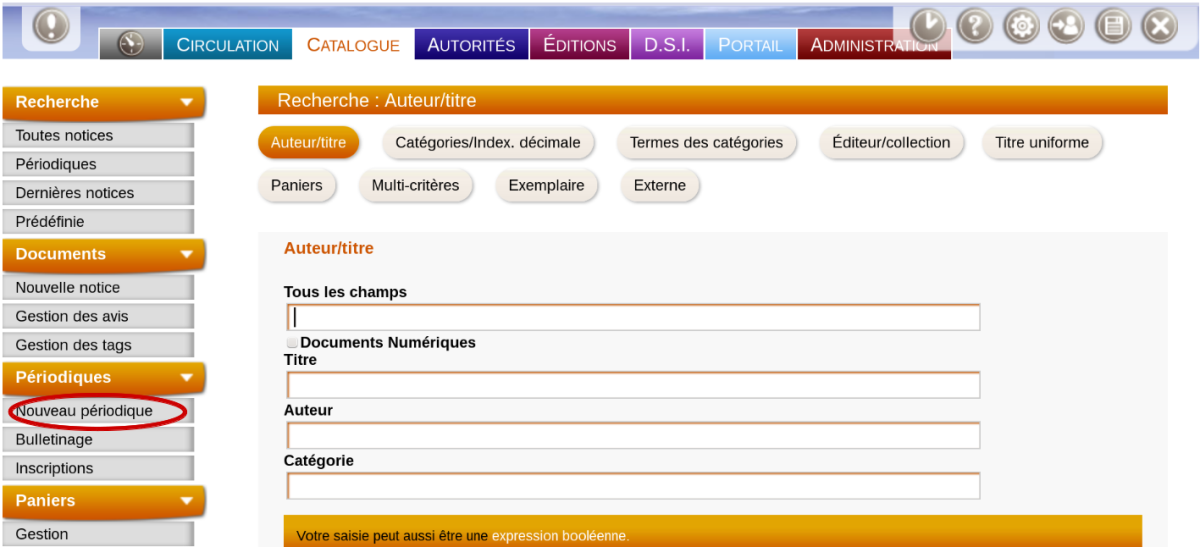 CIRCULATION CATALOGUE AUTORITÉS ÉDITIONS D.S.I. PORTAIL ADMINISTRATION
Recherche
Toutes notices
Périodiques
Dernières notices
Prédéfinie
Documents
Nouvelle notice
Gestion des avis
Gestion des tags
Périodiques
Nouveau périodique
Bulletinage
Inscriptions
Paniers
Gestion
Recherche : Auteur/titre
Auteur/titre Catégories/Index. décimale Termes des catégories Éditeur/collection Titre uniforme
Paniers Multi-critères Exemplaire Externe
Auteur/titre
Tous les champs
Documents Numériques
Titre
Auteur
Catégorie
Votre saisie peut aussi être une expression booléenne.